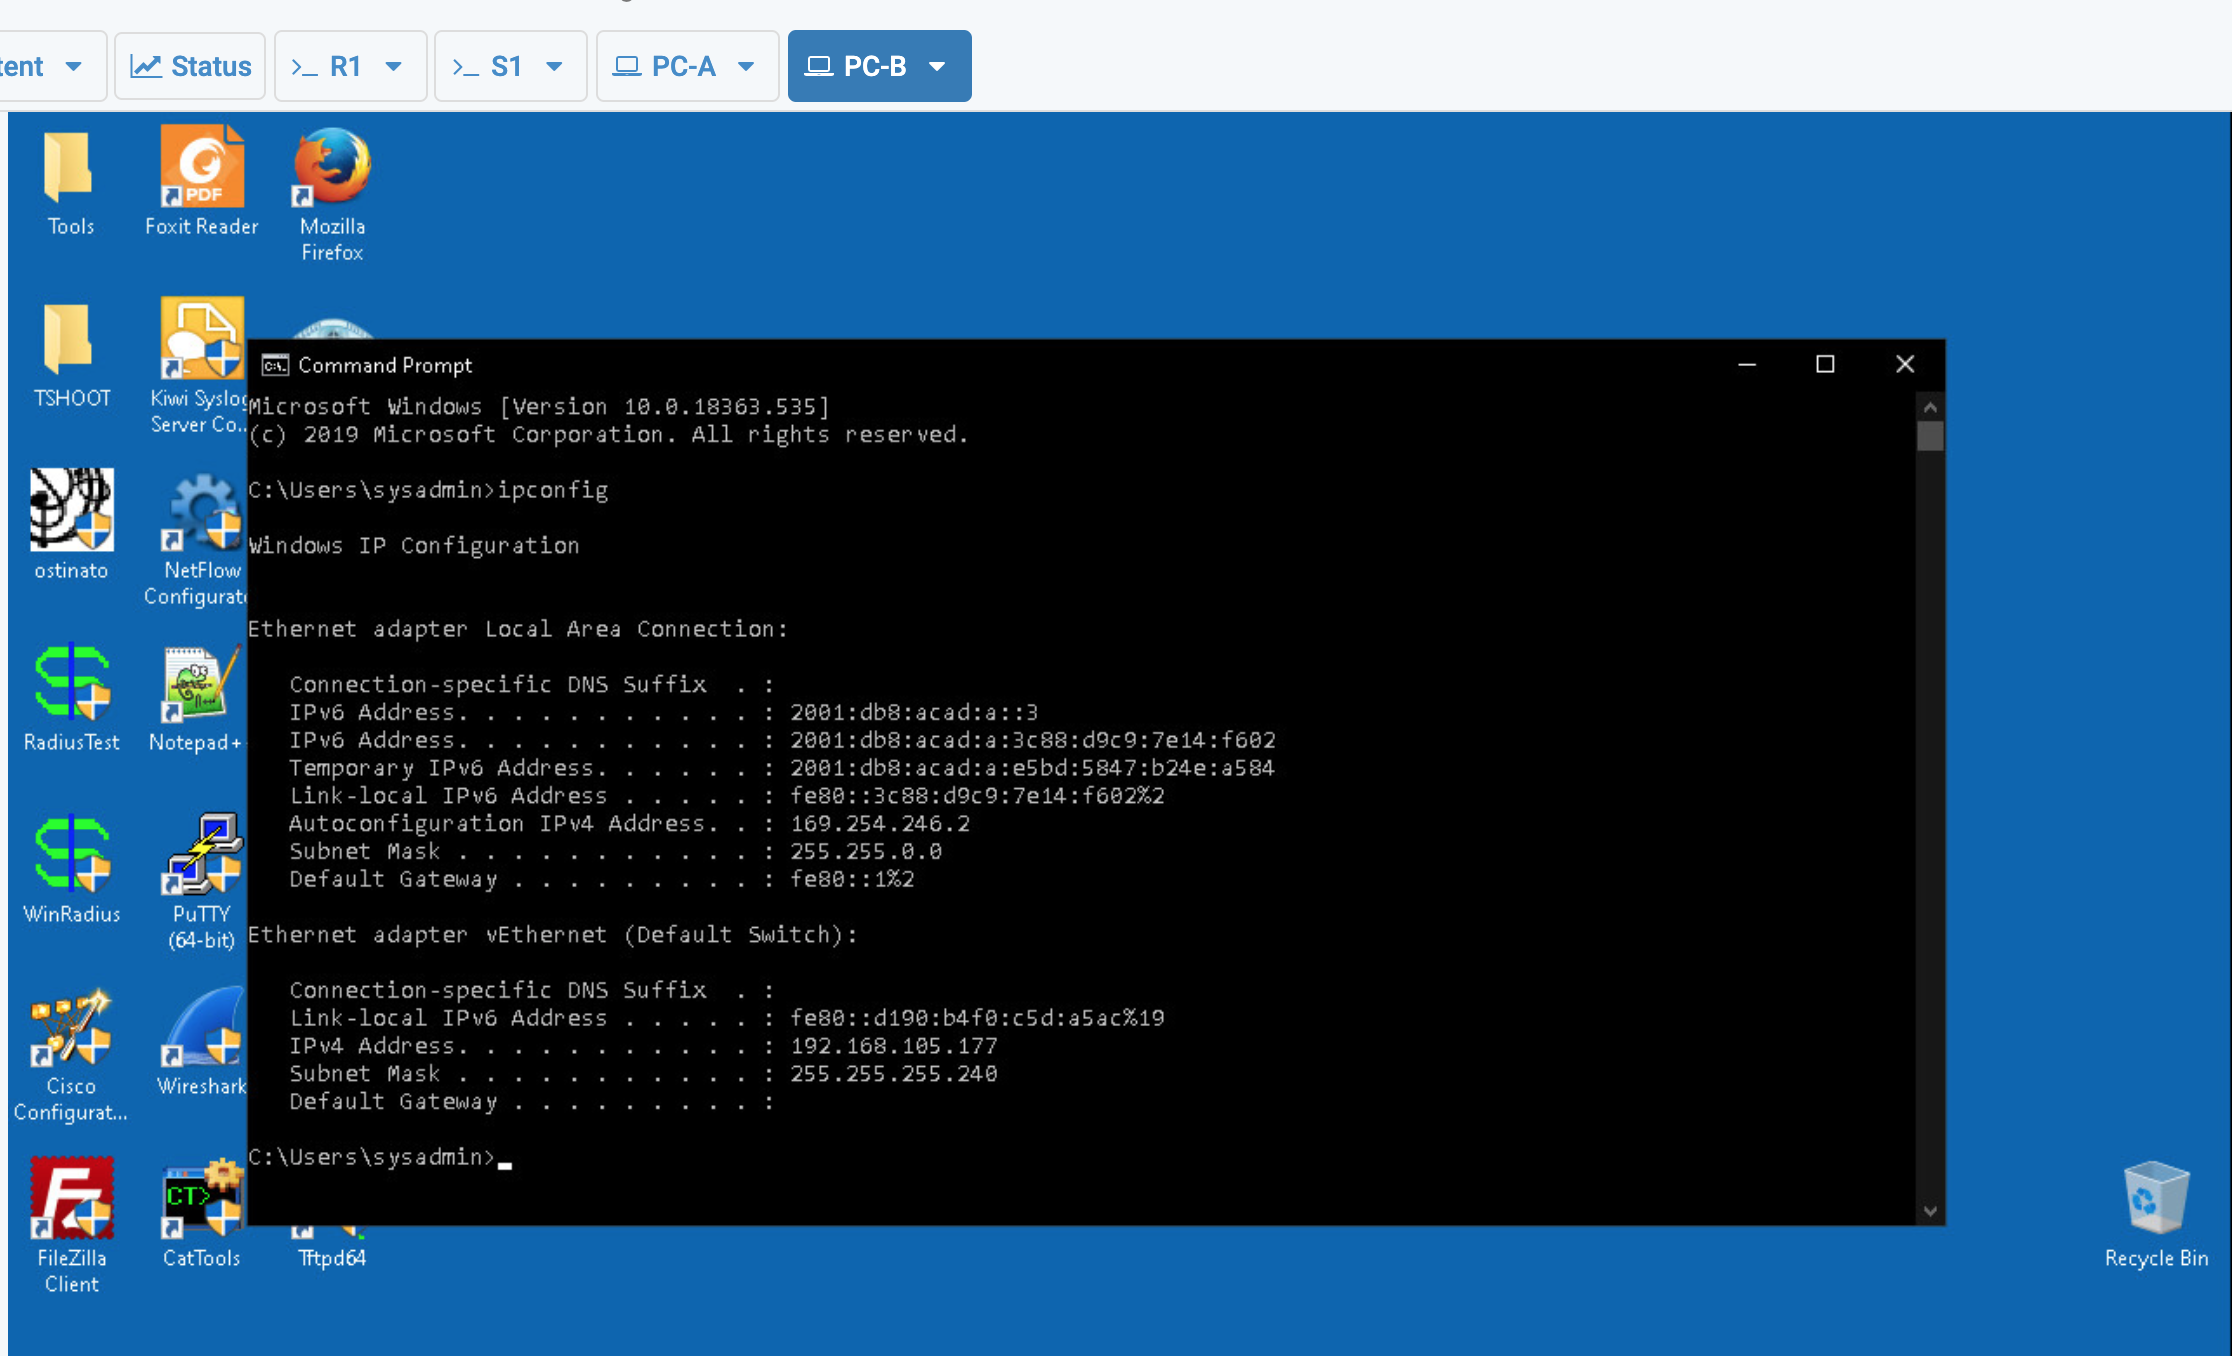 tent
Status
>_ R1
>_ S1
PC-A
PC-B
Tools
Foxit Reader
Mozilla
Firefox
PDF
TSHOOT
Kiwi Syslog
Server Co...
ostinato
NetFlow
Configurato
RadiusTest
Notepad+
WinRadius
PuTTY
(64-bit)
Cisco
Configurat...
Wireshark
FileZilla
Client
CT>
CatTools
Tftpd64
Recycle Bin
C:\.
Command Prompt
Microsoft Windows [Version 10.0.18363.535]
(c) 2019 Microsoft Corporation. All rights reserved.
C:\Users\sysadmin>ipconfig
Windows IP Configuration
Ethernet adapter Local Area Connection:
Connection-specific DNS Suffix  . :
IPv6 Address. . . . . . . . . . . : 2001:db8:acad:a::3
IPv6 Address. . . . . . . . . . . : 2001:db8:acad:a:3c88:d9c9:7e14:f602
Temporary IPv6 Address. . . . . . : 2001:db8:acad:a:e5bd:5847:b24e:a584
Link-local IPv6 Address . . . . . : fe80::3c88:d9c9:7e14:f602%2
Autoconfiguration IPv4 Address. . : 169.254.246.2
Subnet Mask . . . . . . . . . . . : 255.255.0.0
Default Gateway . . . . . . . . . : fe80::1%2
Ethernet adapter vEthernet (Default Switch):
Connection-specific DNS Suffix  . :
Link-local IPv6 Address . . . . . : fe80::d190:b4f0:c5d:a5ac%19
IPv4 Address. . . . . . . . . . . : 192.168.105.177
Subnet Mask . . . . . . . . . . . : 255.255.255.240
Default Gateway . . . . . . . . . :
C:\Users\sysadmin>